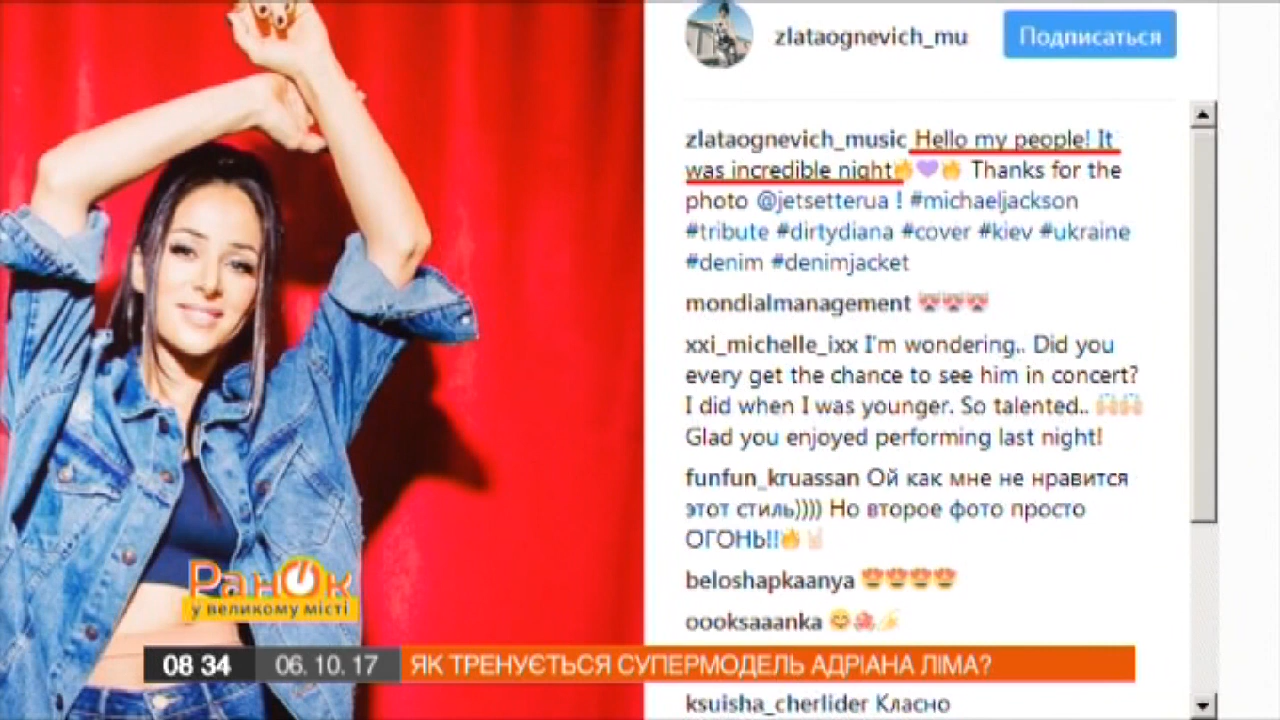 zlataognevich_mu
Подписаться
zlataognevich_music Hello my people! It
was incredible night🔥💜🔥 Thanks for the
photo @jetsetterua ! #michaeljackson
#tribute #dirtydiana #cover #kiev #ukraine
#denim #denimjacket
mondialmanagement
xxi_michelle_ixx I'm wondering.. Did you
every get the chance to see him in concert?
I did when I was younger. So talented..
Glad you enjoyed performing last night!
funfun_kruassan Ой как мне не нравится
этот стиль)))) Но второе фото просто
ОГОНЬ!!🔥
beloshapkaanya 😍😍😍😍
oooksaaanka
Ранок
у великому місті
08 34 06. 10. 17 ЯК ТРЕНУЄТЬСЯ СУПЕРМОДЕЛЬ АДРІАНА ЛІМА?
ksuisha_cherlider Класно